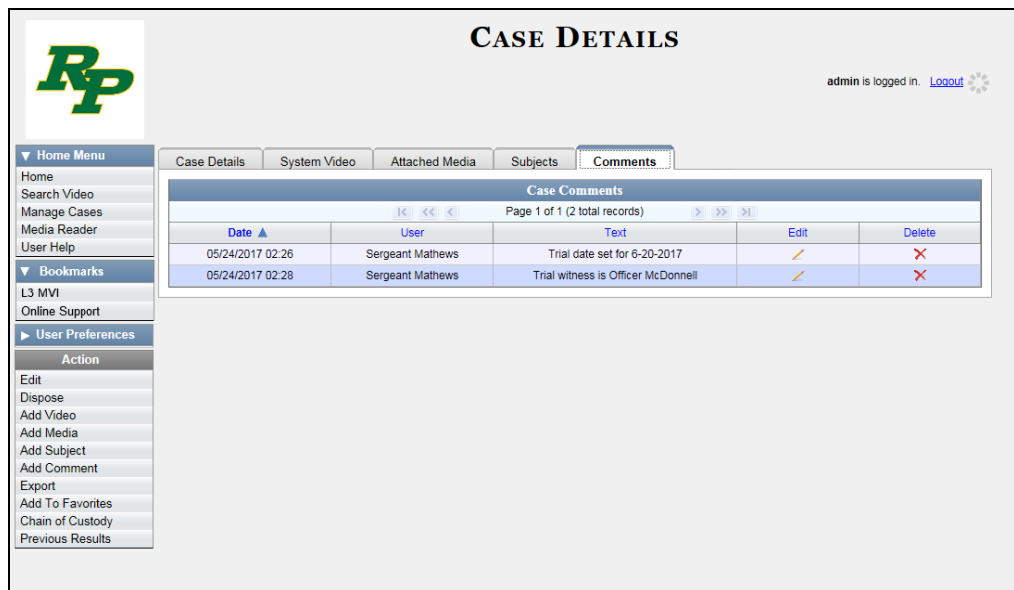 RP
CASE DETAILS
admin is logged in. Logout
▼ Home Menu
Home
Search Video
Manage Cases
Media Reader
User Help
▼ Bookmarks
L3 MVI
Online Support
▶ User Preferences
Action
Edit
Dispose
Add Video
Add Media
Add Subject
Add Comment
Export
Add To Favorites
Chain of Custody
Previous Results
Case Details System Video Attached Media Subjects Comments
Case Comments
|< << < Page 1 of 1 (2 total records) > >> >|
Date ▲ User Text Edit Delete
05/24/2017 02:26 Sergeant Mathews Trial date set for 6-20-2017
05/24/2017 02:28 Sergeant Mathews Trial witness is Officer McDonnell